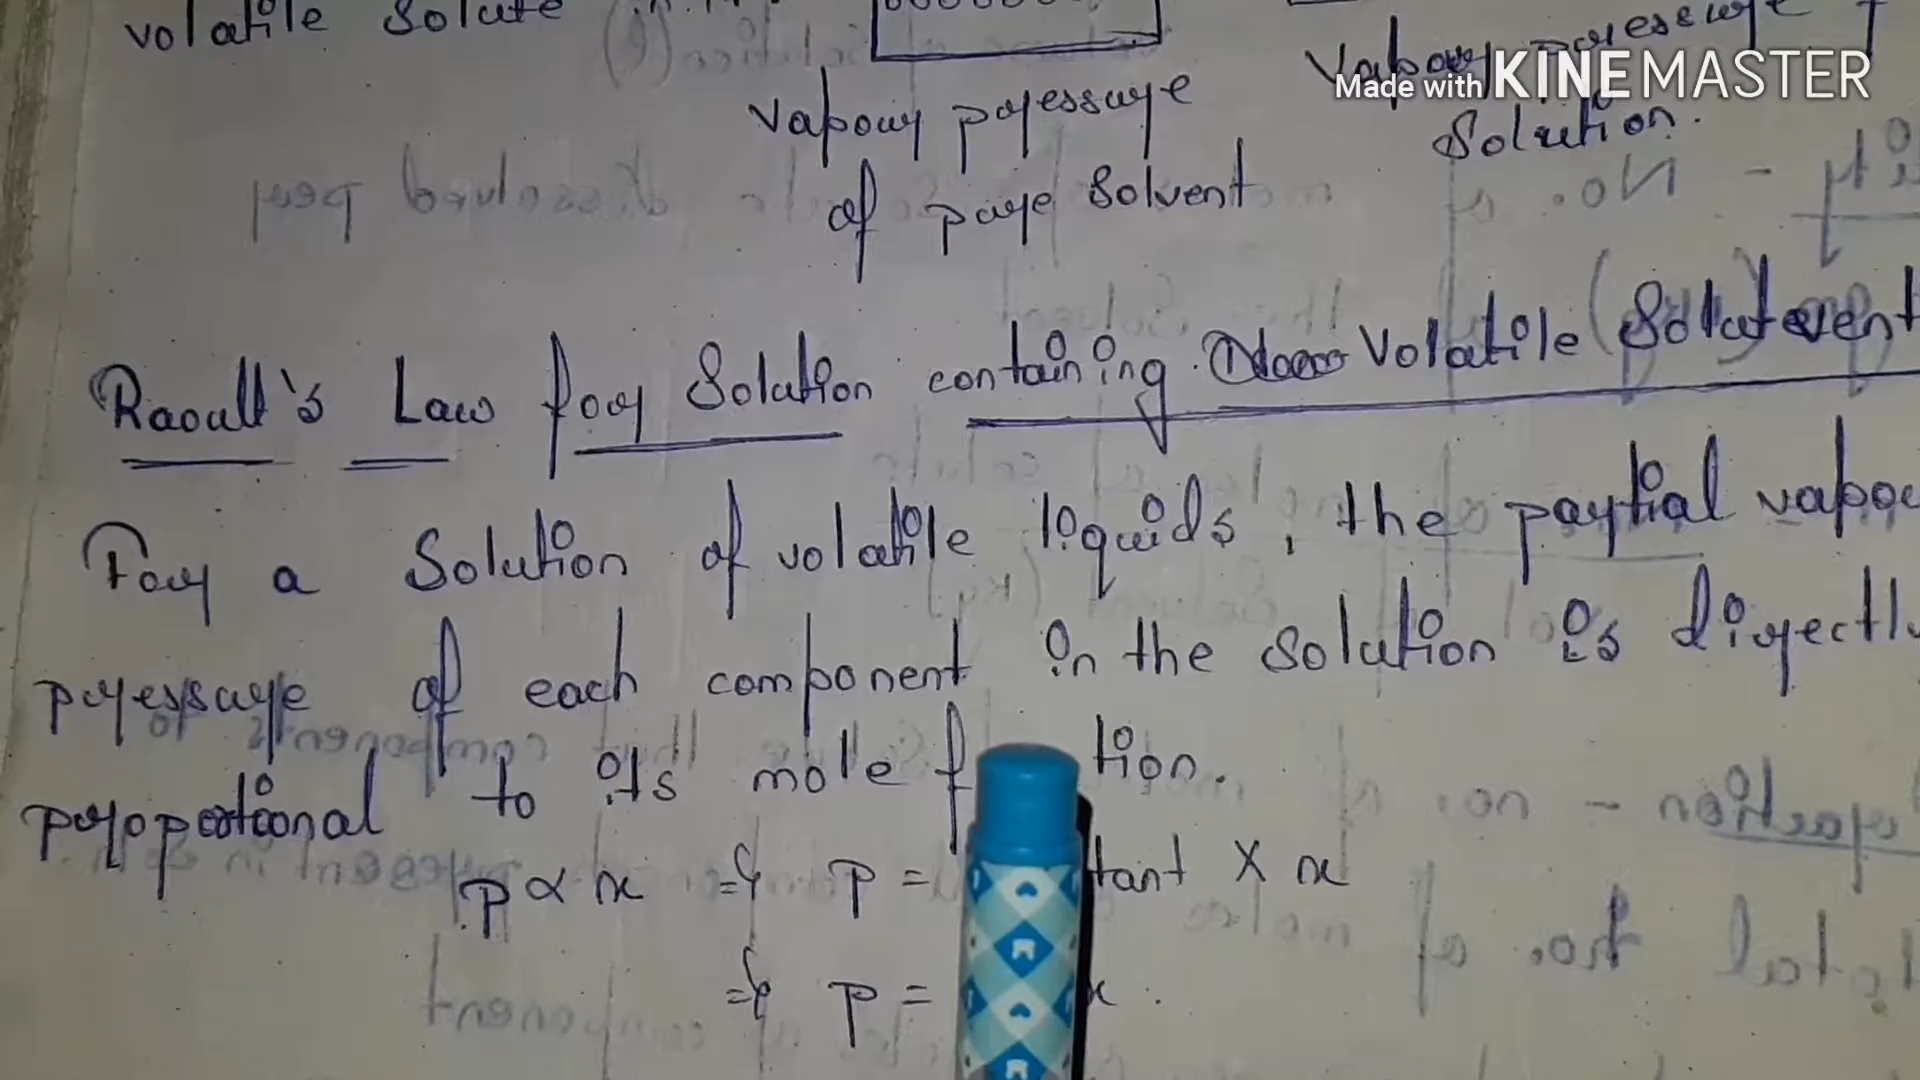 volatile Solute
Vapour pressure
of pure Solvent
Vapour pressure
Solution.
Made with KINEMASTER
Raoult's Law for Solution containing Volatile Solvent
For a Solution of volatile liquids, the partial vapou
pressure of each component in the solution is directly
proportional to its mole f tion.
p ∝ x ⇒ p = tant × x
⇒ p = x.